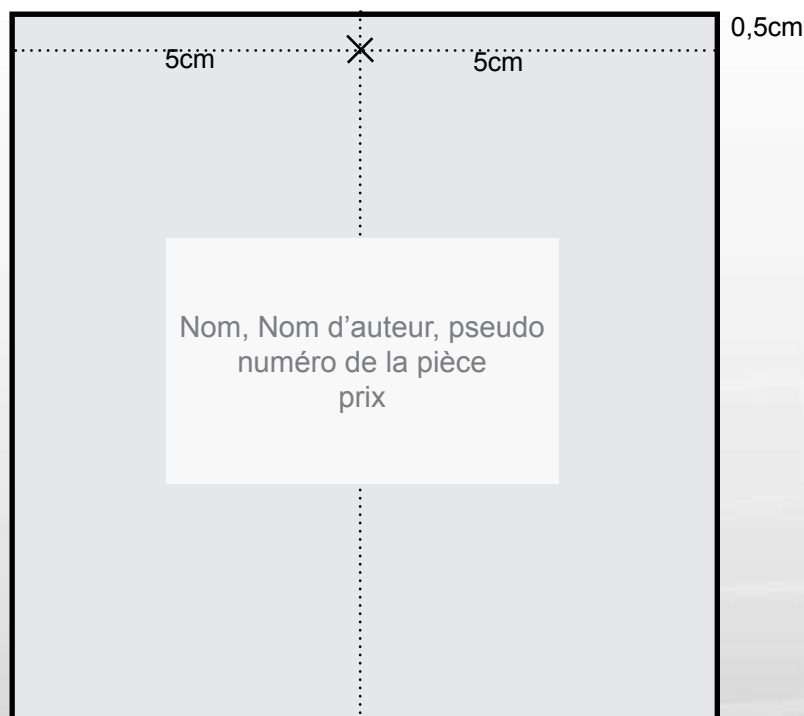 0,5cm
5cm
5cm
Nom, Nom d’auteur, pseudo
numéro de la pièce
prix